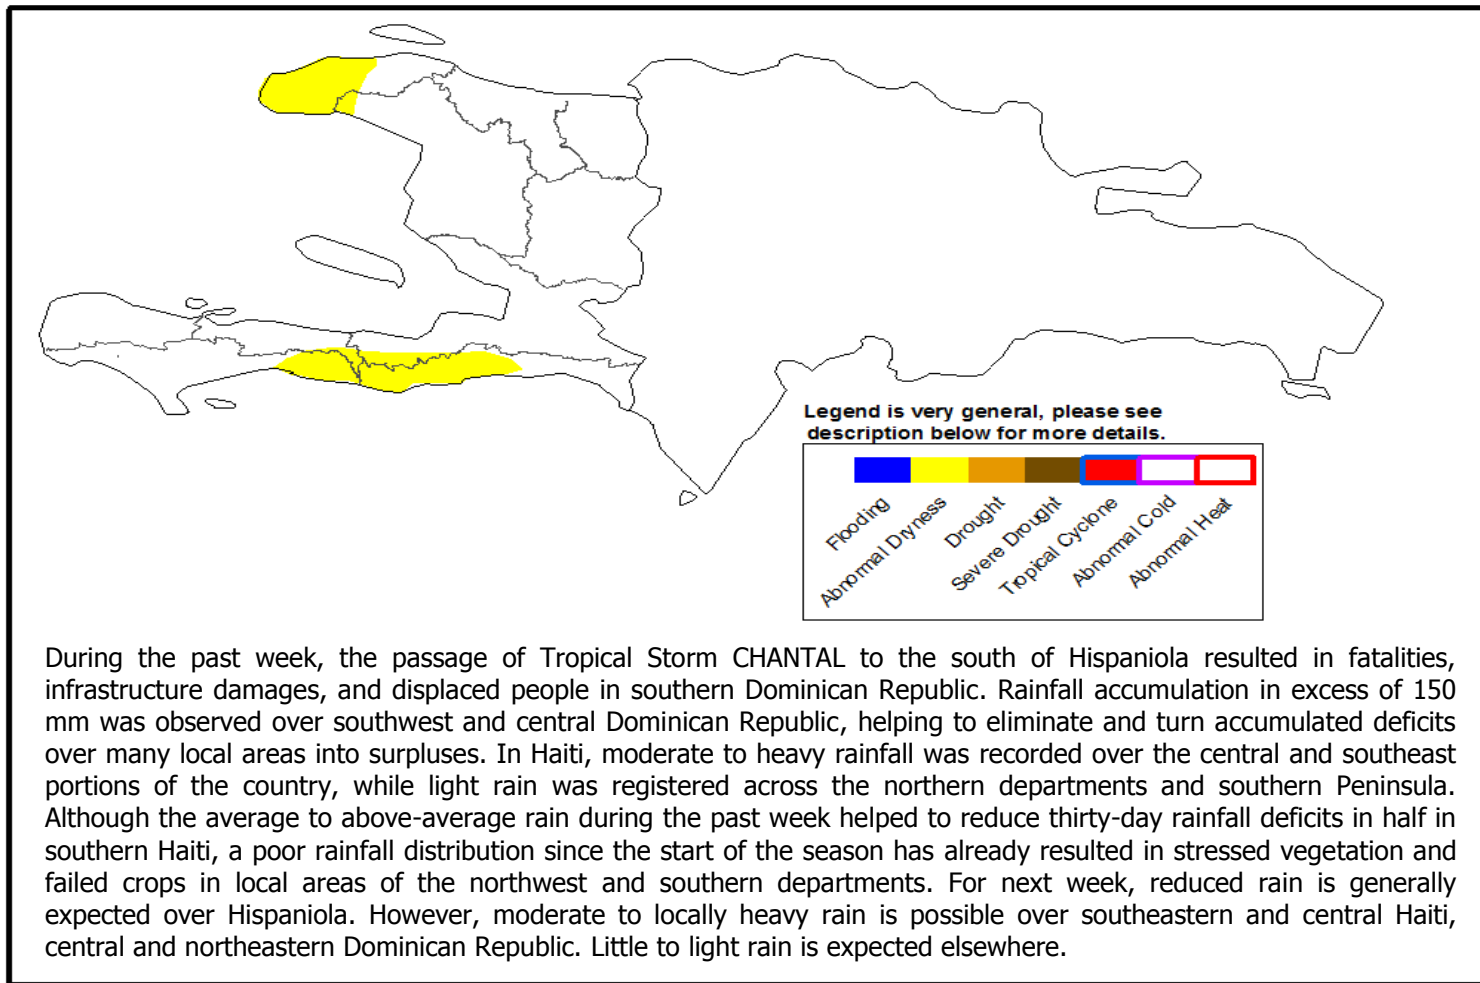 Legend is very general, please see
description below for more details.
Flooding
Abnormal Dryness
Drought
Severe Drought
Tropical Cyclone
Abnormal Cold
Abnormal Heat
During the past week, the passage of Tropical Storm CHANTAL to the south of Hispaniola resulted in fatalities,
infrastructure damages, and displaced people in southern Dominican Republic. Rainfall accumulation in excess of 150
mm was observed over southwest and central Dominican Republic, helping to eliminate and turn accumulated deficits
over many local areas into surpluses. In Haiti, moderate to heavy rainfall was recorded over the central and southeast
portions of the country, while light rain was registered across the northern departments and southern Peninsula.
Although the average to above-average rain during the past week helped to reduce thirty-day rainfall deficits in half in
southern Haiti, a poor rainfall distribution since the start of the season has already resulted in stressed vegetation and
failed crops in local areas of the northwest and southern departments. For next week, reduced rain is generally
expected over Hispaniola. However, moderate to locally heavy rain is possible over southeastern and central Haiti,
central and northeastern Dominican Republic. Little to light rain is expected elsewhere.